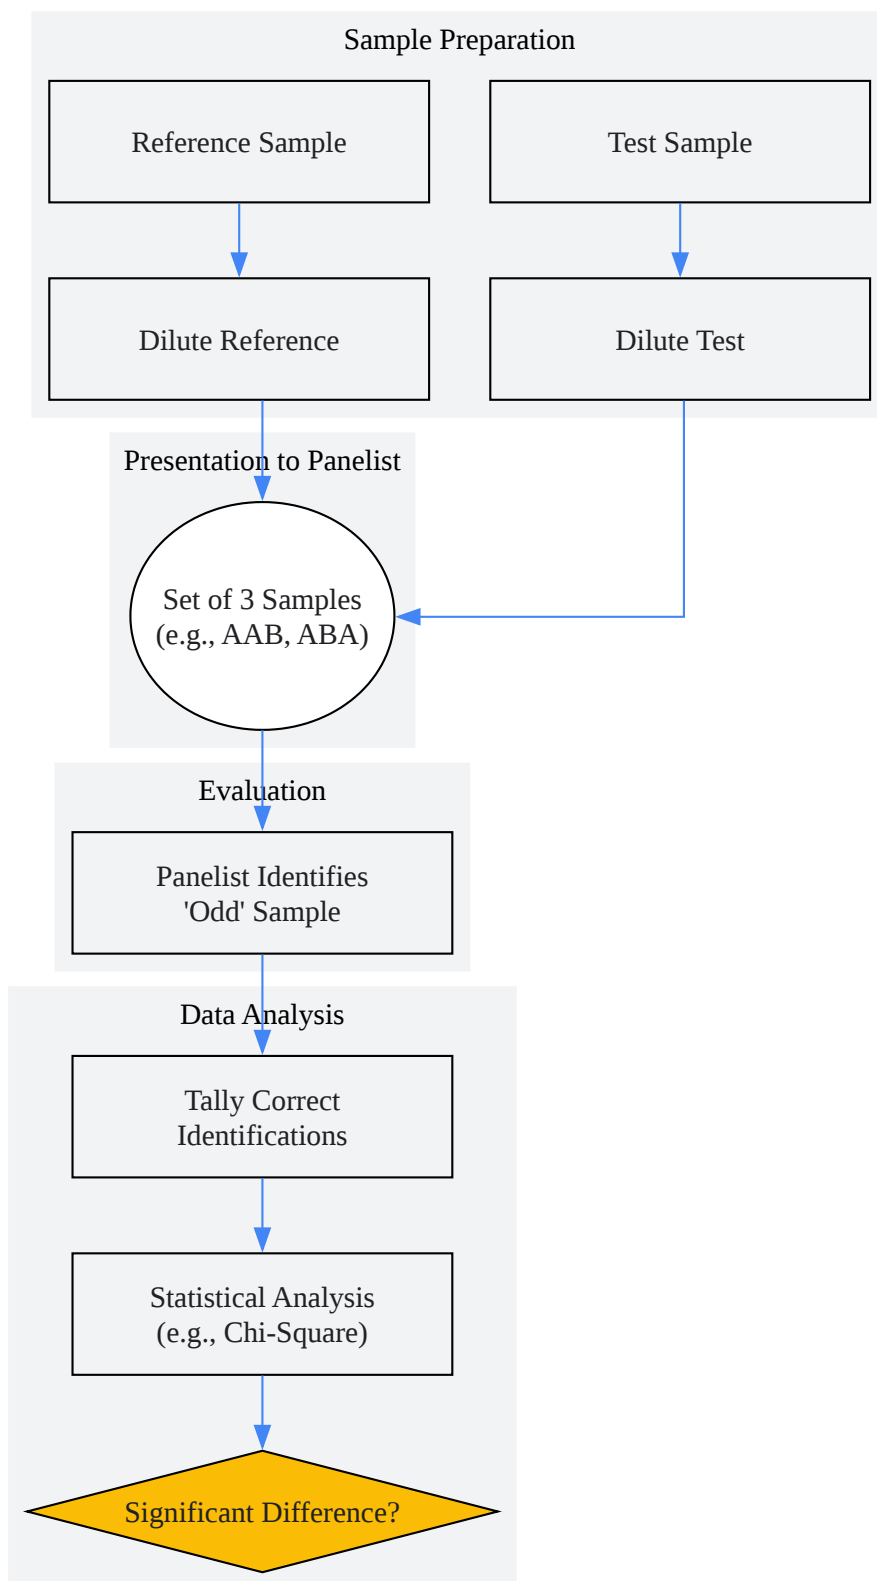 Sample Preparation
Reference Sample
Test Sample
Dilute Reference
Dilute Test
Presentation to Panelist
Set of 3 Samples
(e.g., AAB, ABA)
Evaluation
Panelist Identifies
'Odd' Sample
Data Analysis
Tally Correct
Identifications
Statistical Analysis
(e.g., Chi-Square)
Significant Difference?